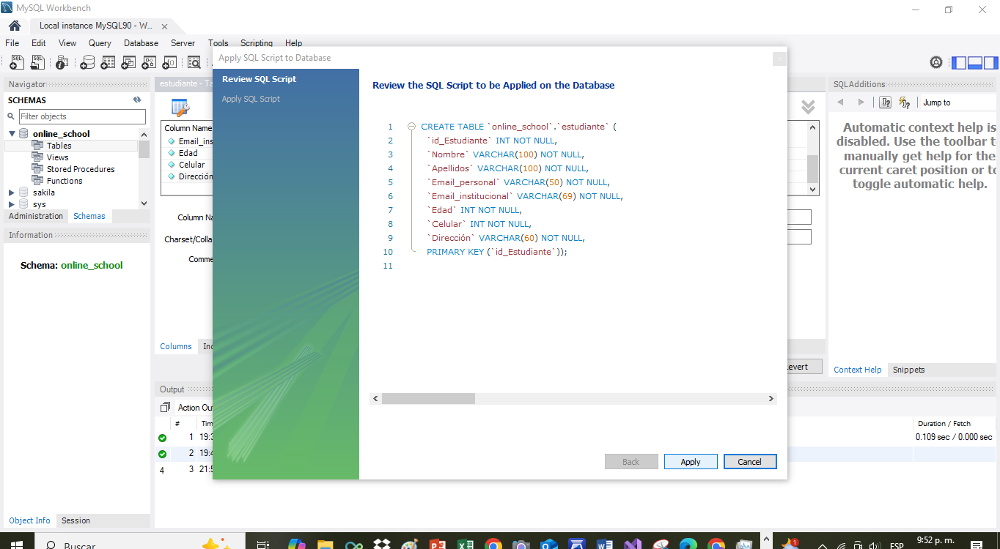 MySQL Workbench
Local instance MySQL90 - W...
File Edit View Query Database Server Tools Scripting Help
Apply SQL Script to Database
Navigator
SCHEMAS
Filter objects
online_school
Tables
Views
Stored Procedures
Functions
sakila
sys
Administration Schemas
Information
Schema: online_school
Object Info Session
estudiante - Ta
Column Name
Email_ins
Edad
Celular
Dirección
Column Na
Charset/Colla
Comme
Columns Ind
Review SQL Script
Apply SQL Script
Review the SQL Script to be Applied on the Database
1 CREATE TABLE `online_school`.`estudiante` (
2 `id_Estudiante` INT NOT NULL,
3 `Nombre` VARCHAR(100) NOT NULL,
4 `Apellidos` VARCHAR(100) NOT NULL,
5 `Email_personal` VARCHAR(50) NOT NULL,
6 `Email_institucional` VARCHAR(69) NOT NULL,
7 `Edad` INT NOT NULL,
8 `Celular` INT NOT NULL,
9 `Dirección` VARCHAR(60) NOT NULL,
10 PRIMARY KEY (`id_Estudiante`));
11
Back Apply Cancel
evert
SQLAdditions
Jump to
Automatic context help is
disabled. Use the toolbar t
manually get help for the
current caret position or to
toggle automatic help.
Context Help Snippets
Output
Action Ou
# Tim Duration / Fetch
1 19:3 0.109 sec / 0.000 sec
2 19:4
4 3 21:5
Buscar
1
ESP
9:52 p. m.